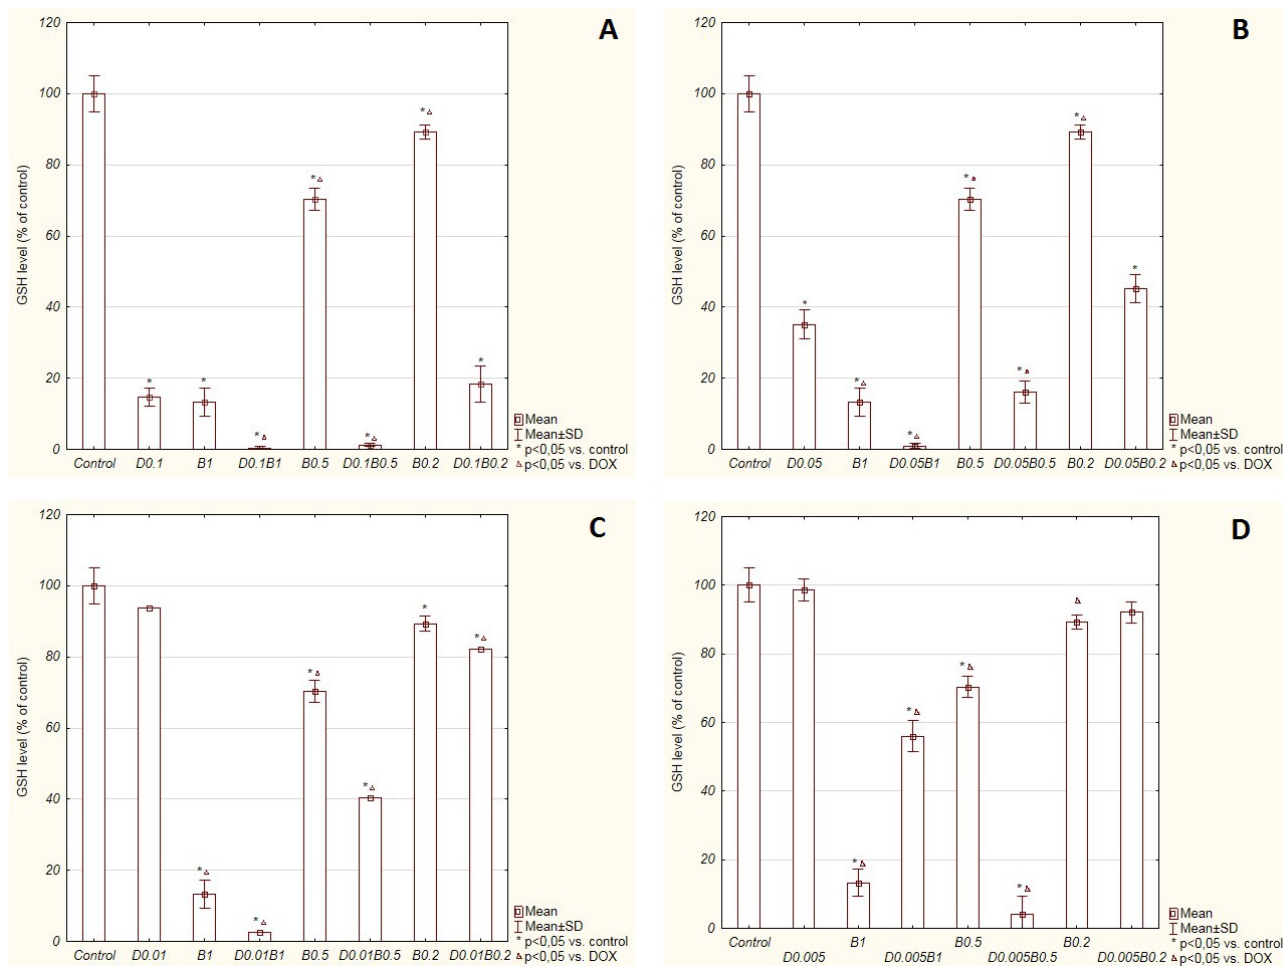 A
120
100
80
60
40
20
0
GSH level (% of control)
* Δ
* Δ
* * * *
* Δ * Δ
Control D0.1 B1 D0.1B1 B0.5 D0.1B0.5 B0.2 D0.1B0.2
Mean
Mean±SD
* p<0,05 vs. control
Δ p<0,05 vs. DOX
B
120
100
80
60
40
20
0
GSH level (% of control)
* Δ
* Δ
*
*
* Δ
* Δ
* Δ
Control D0.05 B1 D0.05B1 B0.5 D0.05B0.5 B0.2 D0.05B0.2
Mean
Mean±SD
* p<0,05 vs. control
Δ p<0,05 vs. DOX
C
120
100
80
60
40
20
0
GSH level (% of control)
*
* Δ
* Δ
* Δ
* Δ
* Δ
Control D0.01 B1 D0.01B1 B0.5 D0.01B0.5 B0.2 D0.01B0.2
Mean
Mean±SD
* p<0,05 vs. control
Δ p<0,05 vs. DOX
D
120
100
80
60
40
20
0
GSH level (% of control)
Δ
* Δ
* Δ
* Δ
* Δ
Control B1 B0.5 B0.2
D0.005 D0.005B1 D0.005B0.5 D0.005B0.2
Mean
Mean±SD
* p<0,05 vs. control
Δ p<0,05 vs. DOX